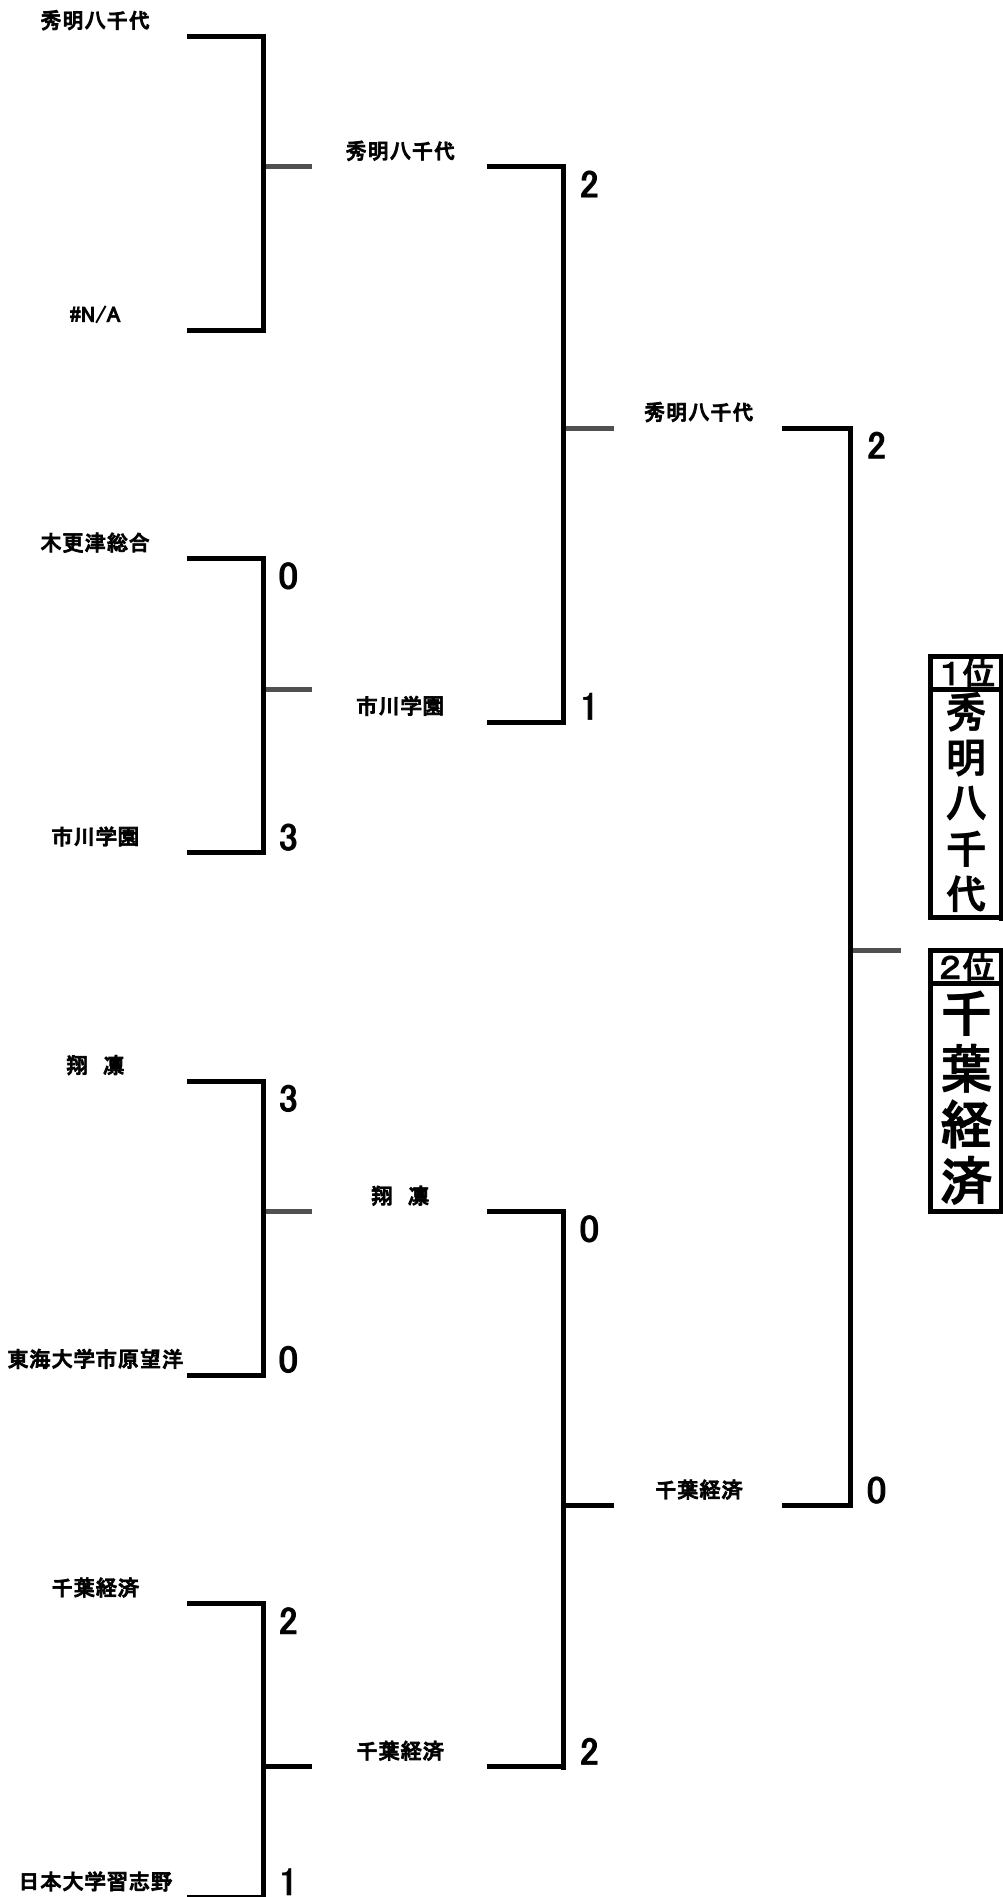 秀明八千代
秀明八千代
2
#N/A
秀明八千代
2
木更津総合
0
市川学園
1
市川学園
3
1位
秀明八千代
2位
千葉経済
翔 凜
3
翔 凜
0
東海大学市原望洋
0
千葉経済
0
千葉経済
2
千葉経済
2
日本大学習志野
1